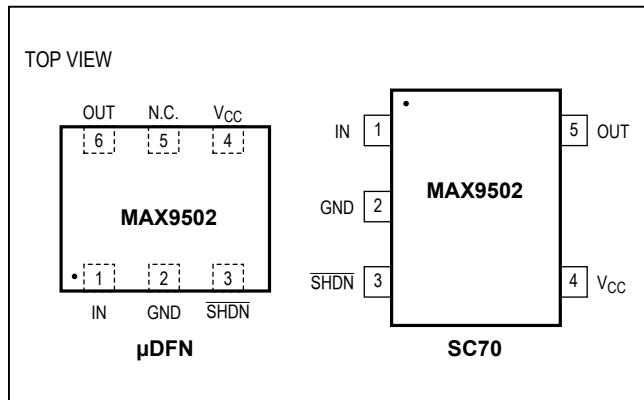 TOP VIEW
OUT N.C. VCC
6 5 4
MAX9502
1 2 3
IN GND SHDN
µDFN
IN 1
GND 2
SHDN 3
MAX9502
5 OUT
4 VCC
SC70